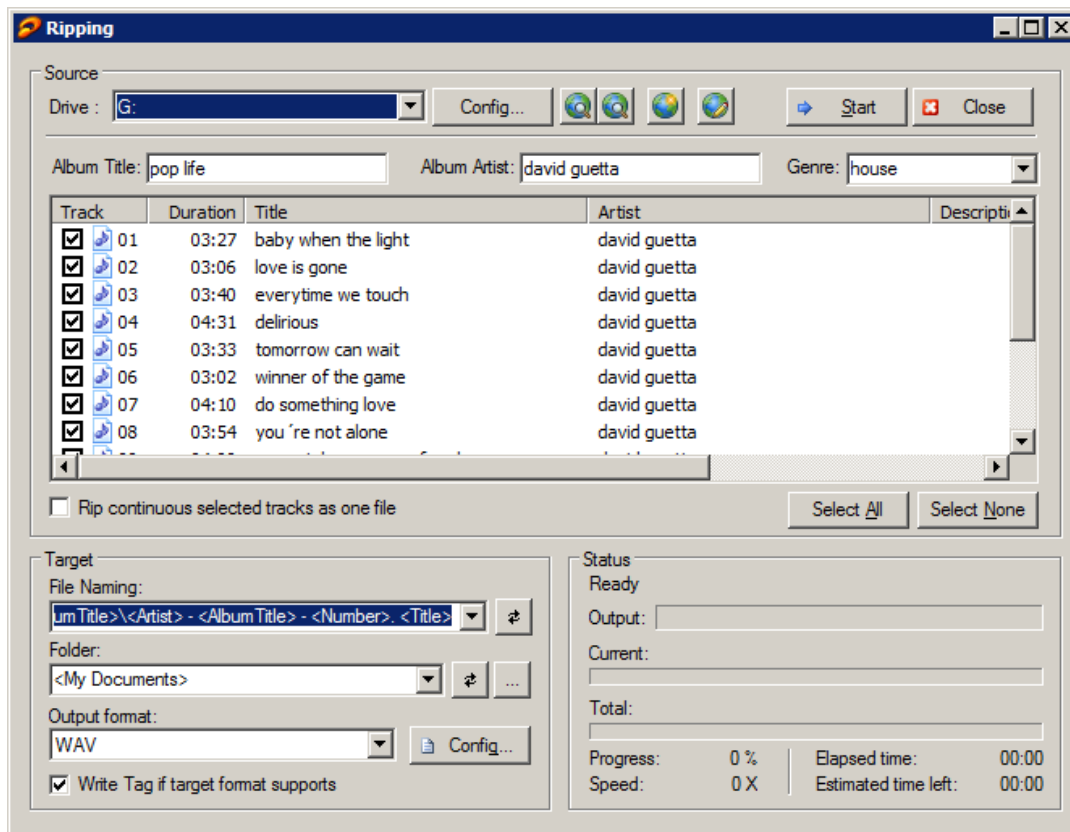 Ripping
Source
Drive : G: Config... Start Close
Album Title: pop life Album Artist: david guetta Genre: house
Track Duration Title Artist Descriptic
01 03:27 baby when the light david guetta
02 03:06 love is gone david guetta
03 03:40 everytime we touch david guetta
04 04:31 delirious david guetta
05 03:33 tomorrow can wait david guetta
06 03:02 winner of the game david guetta
07 04:10 do something love david guetta
08 03:54 you ´re not alone david guetta
Rip continuous selected tracks as one file Select All Select None
Target
File Naming:
umTitle>\<Artist> - <AlbumTitle> - <Number>. <Title>
Folder:
<My Documents> ...
Output format:
WAV Config...
Write Tag if target format supports
Status
Ready
Output:
Current:
Total:
Progress: 0 % Elapsed time: 00:00
Speed: 0 X Estimated time left: 00:00